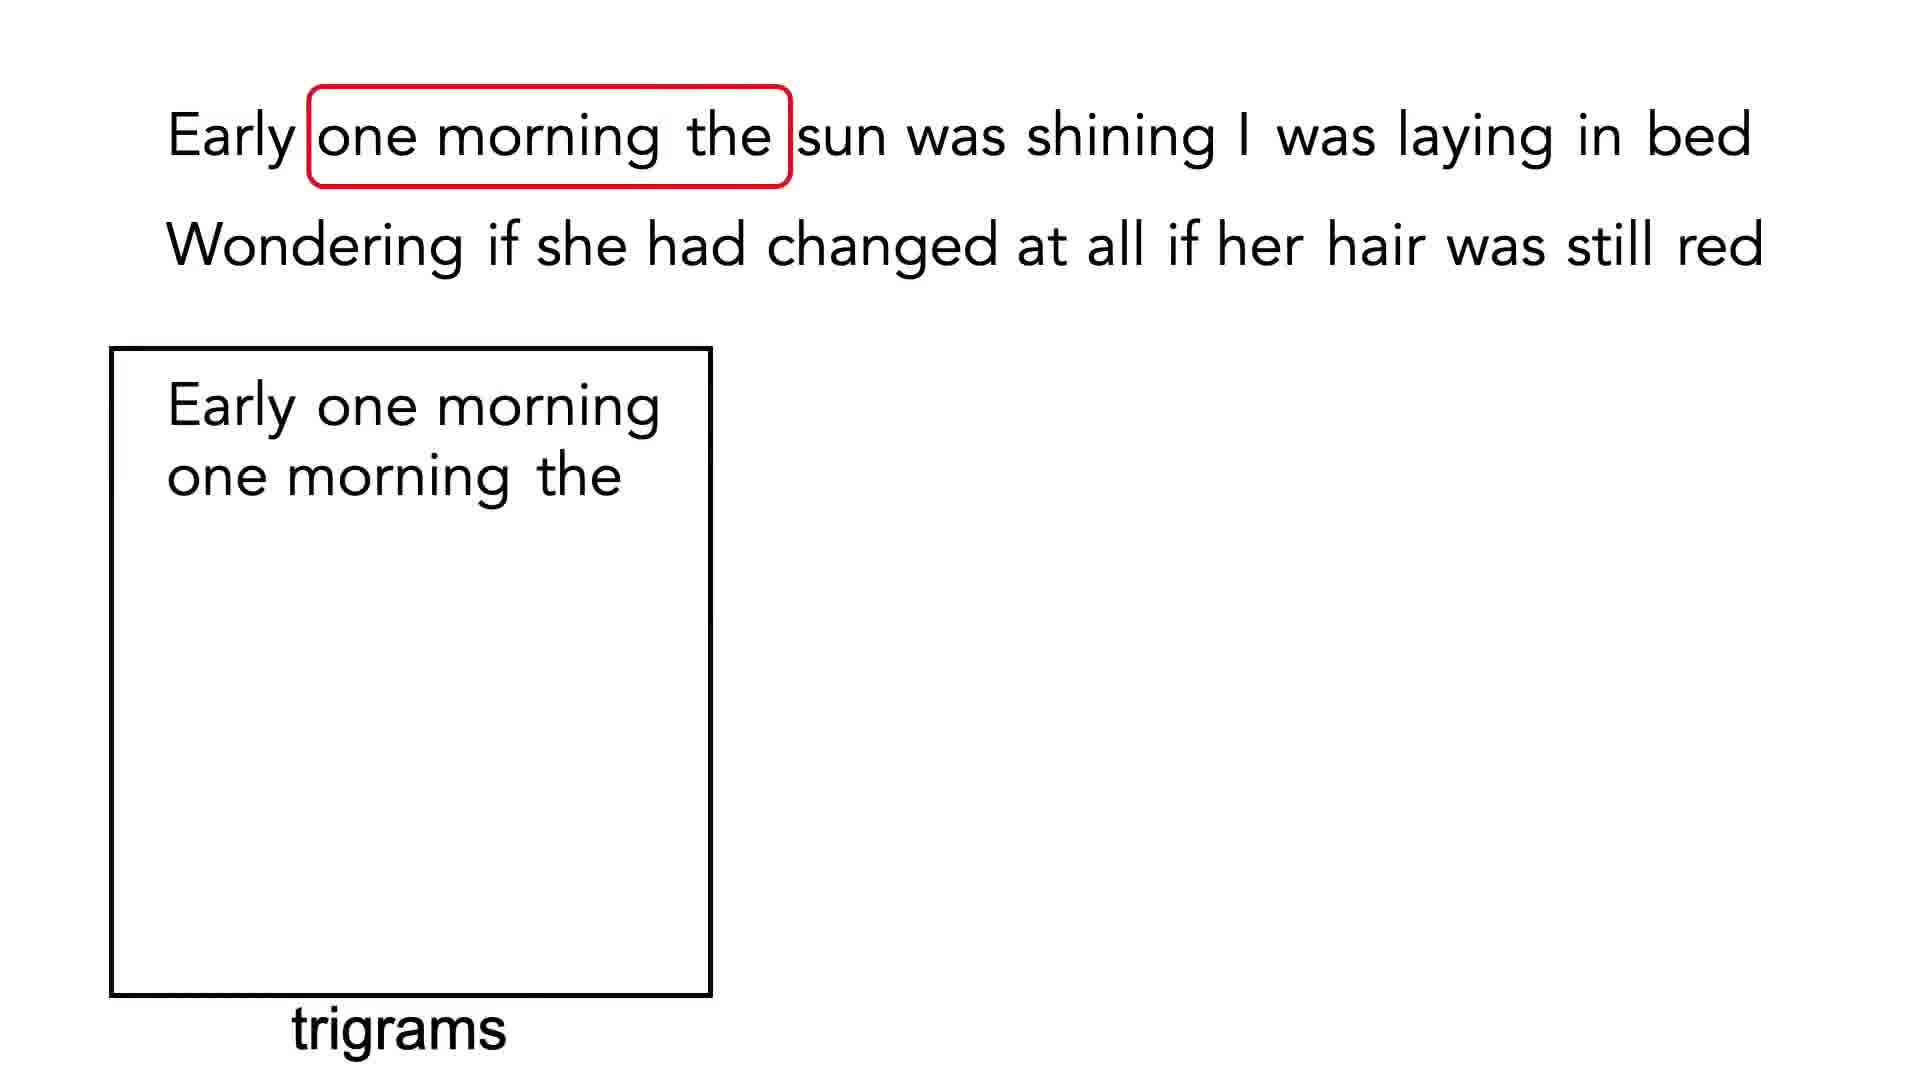 Early one morning the sun was shining I was laying in bed
Wondering if she had changed at all if her hair was still red
Early one morning
one morning the
trigrams